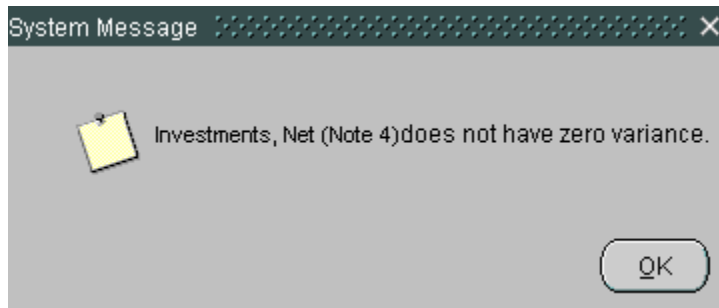 System Message
Investments, Net (Note 4)does not have zero variance.
OK